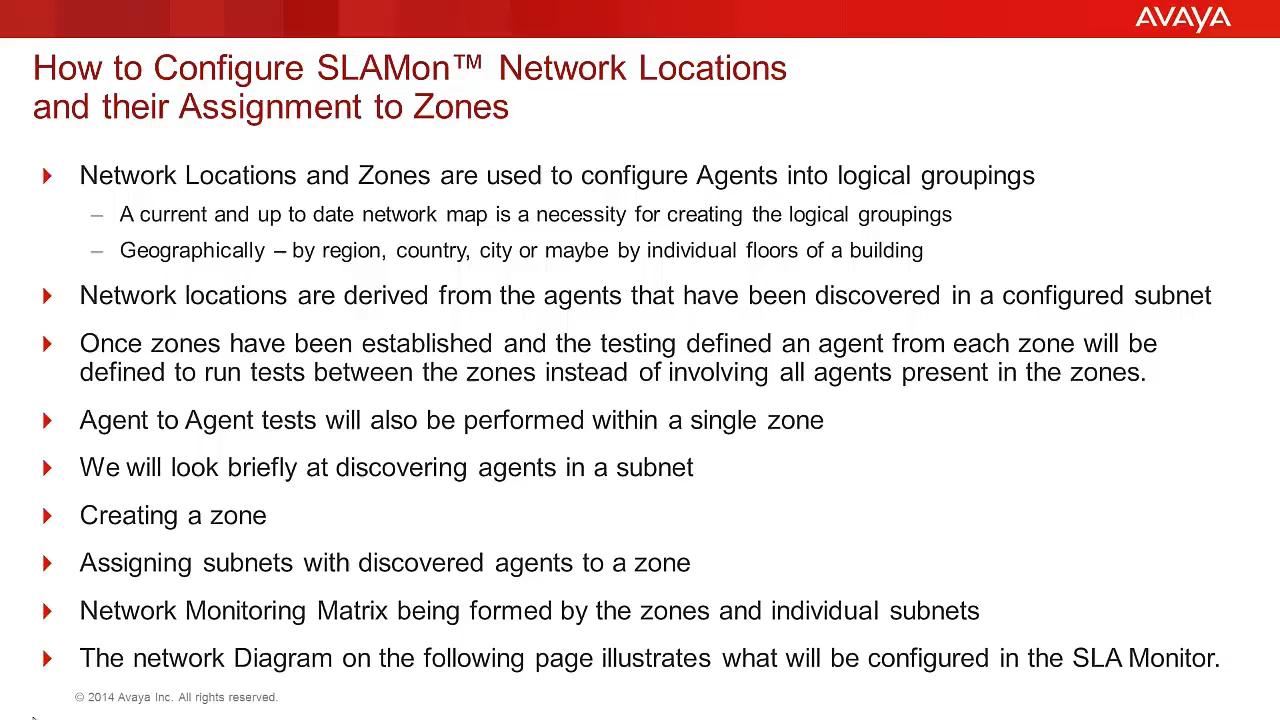 AVAYA
How to Configure SLAMon™ Network Locations
and their Assignment to Zones
Network Locations and Zones are used to configure Agents into logical groupings
– A current and up to date network map is a necessity for creating the logical groupings
– Geographically – by region, country, city or maybe by individual floors of a building
Network locations are derived from the agents that have been discovered in a configured subnet
Once zones have been established and the testing defined an agent from each zone will be
defined to run tests between the zones instead of involving all agents present in the zones.
Agent to Agent tests will also be performed within a single zone
We will look briefly at discovering agents in a subnet
Creating a zone
Assigning subnets with discovered agents to a zone
Network Monitoring Matrix being formed by the zones and individual subnets
The network Diagram on the following page illustrates what will be configured in the SLA Monitor.
© 2014 Avaya Inc. All rights reserved.